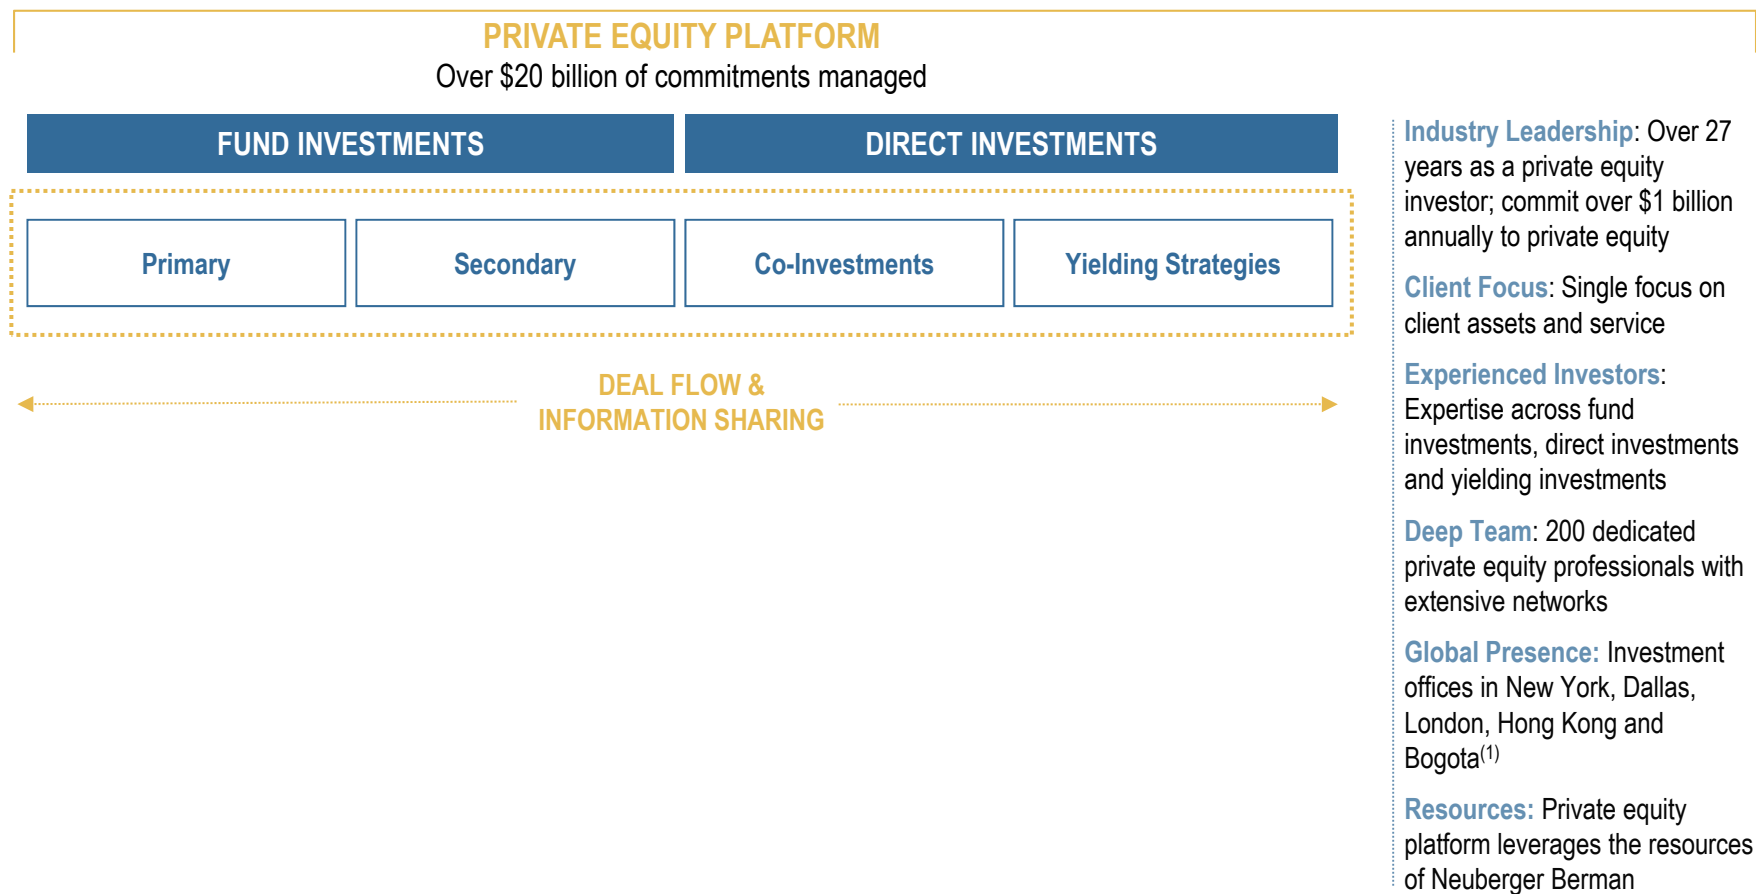 PRIVATE EQUITY PLATFORM
Over $20 billion of commitments managed
FUND INVESTMENTS
DIRECT INVESTMENTS
Primary
Secondary
Co-Investments
Yielding Strategies
DEAL FLOW &
INFORMATION SHARING
Industry Leadership: Over 27
years as a private equity
investor; commit over $1 billion
annually to private equity
Client Focus: Single focus on
client assets and service
Experienced Investors:
Expertise across fund
investments, direct investments
and yielding investments
Deep Team: 200 dedicated
private equity professionals with
extensive networks
Global Presence: Investment
offices in New York, Dallas,
London, Hong Kong and
Bogota(1)
Resources: Private equity
platform leverages the resources
of Neuberger Berman